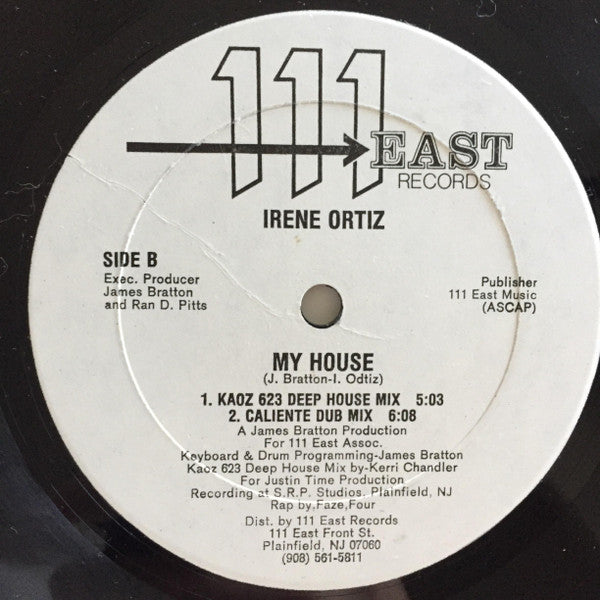 111 EAST
RECORDS
IRENE ORTIZ
SIDE B
Exec. Producer
James Bratton
and Ran D. Pitts
Publisher
111 East Music
(ASCAP)
MY HOUSE
(J. Bratton-I. Odtiz)
1. KAOZ 623 DEEP HOUSE MIX 5:03
2. CALIENTE DUB MIX 6:08
A James Bratton Production
For 111 East Assoc.
Keyboard & Drum Programming-James Bratton
Kaoz 623 Deep House Mix by-Kerri Chandler
For Justin Time Production
Recording at S.R.P. Studios. Plainfield, NJ
Rap by.Faze,Four
Dist. by 111 East Records
111 East Front St.
Plainfield, NJ 07060
(908) 561-5811